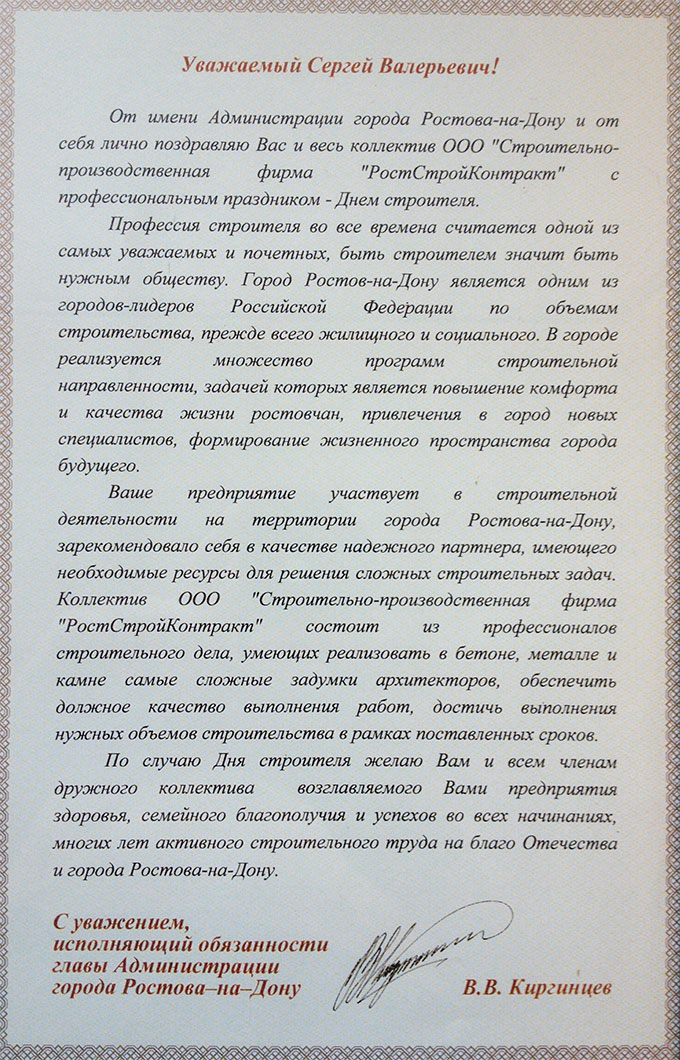 Уважаемый Сергей Валерьевич!
От имени Администрации города Ростова-на-Дону и от
себя лично поздравляю Вас и весь коллектив ООО "Строительно-
производственная фирма "РостСтройКонтракт" с
профессиональным праздником - Днем строителя.
Профессия строителя во все времена считается одной из
самых уважаемых и почетных, быть строителем значит быть
нужным обществу. Город Ростов-на-Дону является одним из
городов-лидеров Российской Федерации по объемам
строительства, прежде всего жилищного и социального. В городе
реализуется множество программ строительной
направленности, задачей которых является повышение комфорта
и качества жизни ростовчан, привлечения в город новых
специалистов, формирование жизненного пространства города
будущего.
Ваше предприятие участвует в строительной
деятельности на территории города Ростова-на-Дону,
зарекомендовало себя в качестве надежного партнера, имеющего
необходимые ресурсы для решения сложных строительных задач.
Коллектив ООО "Строительно-производственная фирма
"РостСтройКонтракт" состоит из профессионалов
строительного дела, умеющих реализовать в бетоне, металле и
камне самые сложные задумки архитекторов, обеспечить
должное качество выполнения работ, достичь выполнения
нужных объемов строительства в рамках поставленных сроков.
По случаю Дня строителя желаю Вам и всем членам
дружного коллектива возглавляемого Вами предприятия
здоровья, семейного благополучия и успехов во всех начинаниях,
многих лет активного строительного труда на благо Отечества
и города Ростова-на-Дону.
С уважением,
исполняющий обязанности
главы Администрации
города Ростова–на–Дону В.В. Киргинцев